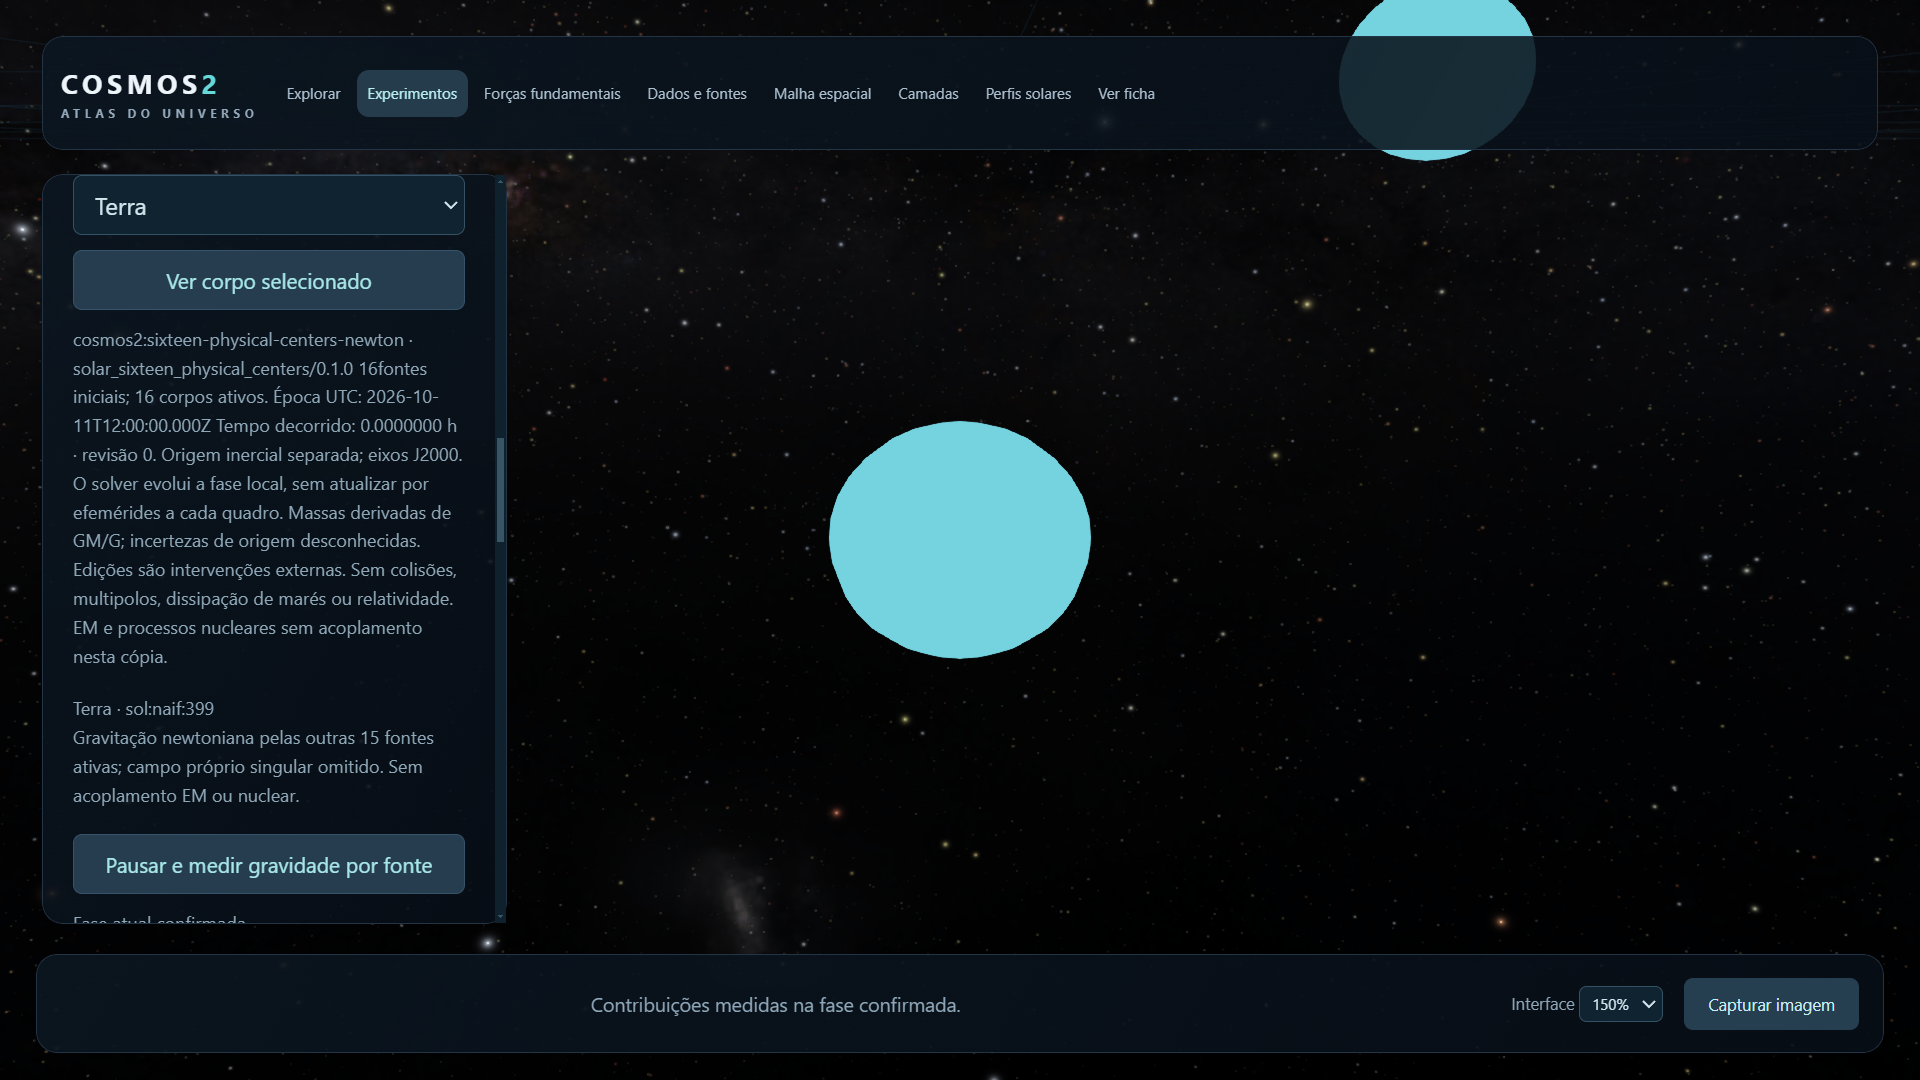 COSMOS2
ATLAS DO UNIVERSO
Explorar
Experimentos
Forças fundamentais
Dados e fontes
Malha espacial
Camadas
Perfis solares
Ver ficha
Terra
Ver corpo selecionado
cosmos2:sixteen-physical-centers-newton ·
solar_sixteen_physical_centers/0.1.0 16fontes
iniciais; 16 corpos ativos. Época UTC: 2026-10-
11T12:00:00.000Z Tempo decorrido: 0.0000000 h
· revisão 0. Origem inercial separada; eixos J2000.
O solver evolui a fase local, sem atualizar por
efemérides a cada quadro. Massas derivadas de
GM/G; incertezas de origem desconhecidas.
Edições são intervenções externas. Sem colisões,
multipolos, dissipação de marés ou relatividade.
EM e processos nucleares sem acoplamento
nesta cópia.
Terra · sol:naif:399
Gravitação newtoniana pelas outras 15 fontes
ativas; campo próprio singular omitido. Sem
acoplamento EM ou nuclear.
Pausar e medir gravidade por fonte
Fase atual confirmada
Contribuições medidas na fase confirmada.
Interface
150%
Capturar imagem